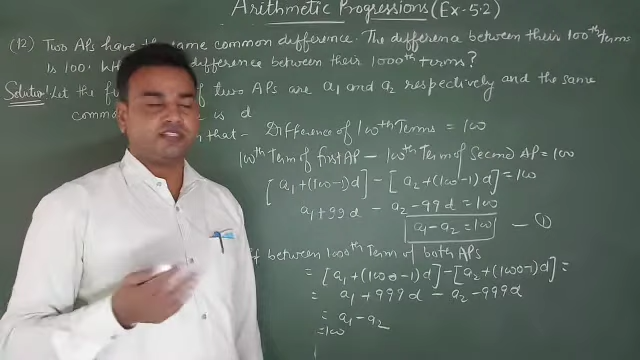 Arithmetic Progressions (Ex-5.2)
(12) Two APs have the same common difference. The difference between their 100th terms
is 100, difference between their 1000th terms?
Solution: Let the of two APs are a1 and a2 respectively and the same
is d
that- Difference of 100th Terms = 100
100th Term of first AP - 100th Term of Second AP = 100
[a1+(100-1)d] - [a2+(100-1)d] = 100
a1+99d - a2-99d = 100
a1-a2 = 100 — (1)
between 1000th Term of both APs
= [a1+(1000-1)d] - [a2+(1000-1)d] =
= a1+999d - a2-999d
= a1-a2
=100